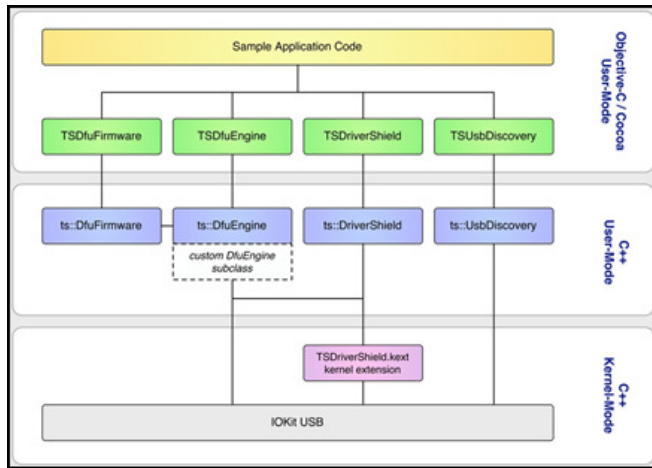 Sample Application Code
TSDfuFirmware
TSDfuEngine
TSDriverShield
TSUsbDiscovery
Objective-C / Cocoa
User-Mode
ts::DfuFirmware
ts::DfuEngine
ts::DriverShield
ts::UsbDiscovery
custom DfuEngine
subclass
C++
User-Mode
TSDriverShield.kext
kernel extension
IOKit USB
C++
Kernel-Mode